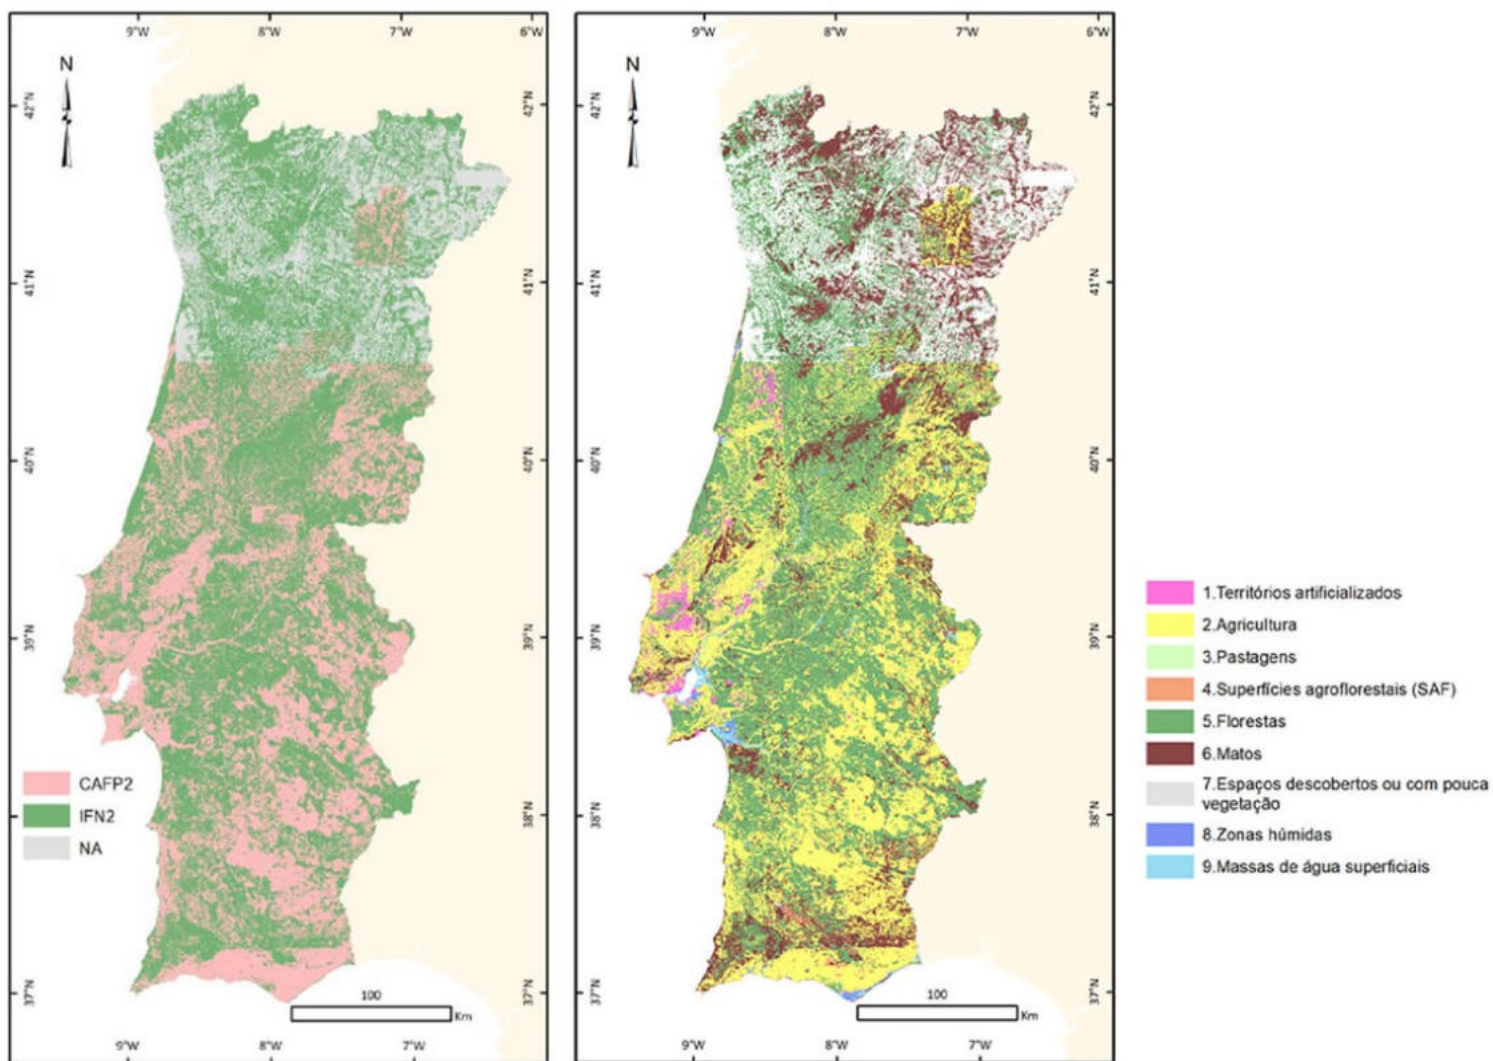 9°W 8°W 7°W 6°W
N
42°N 42°N
41°N 41°N
40°N 40°N
39°N 39°N
38°N 38°N
37°N 37°N
CAFP2
IFN2
NA
100
Km
9°W 8°W 7°W
9°W 8°W 7°W 6°W
N
42°N 42°N
41°N 41°N
40°N 40°N
39°N 39°N
38°N 38°N
37°N 37°N
100
Km
9°W 8°W 7°W
1.Territórios artificializados
2.Agricultura
3.Pastagens
4.Superfícies agroflorestais (SAF)
5.Florestas
6.Matos
7.Espaços descobertos ou com pouca
vegetação
8.Zonas húmidas
9.Massas de água superficiais